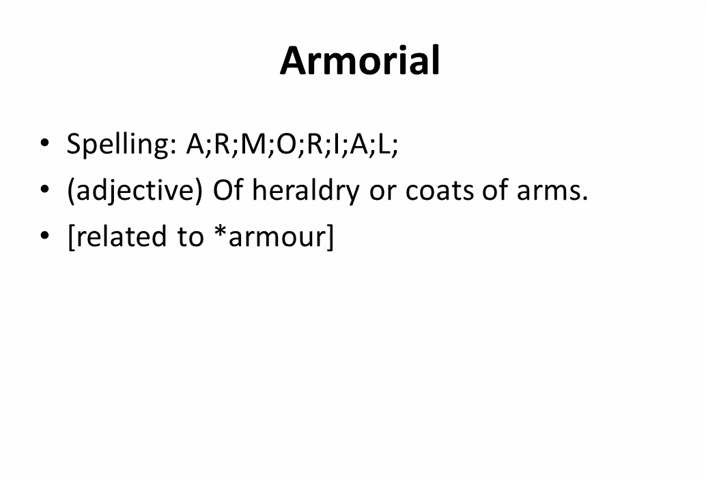 Armorial
• Spelling: A;R;M;O;R;I;A;L;
• (adjective) Of heraldry or coats of arms.
• [related to *armour]